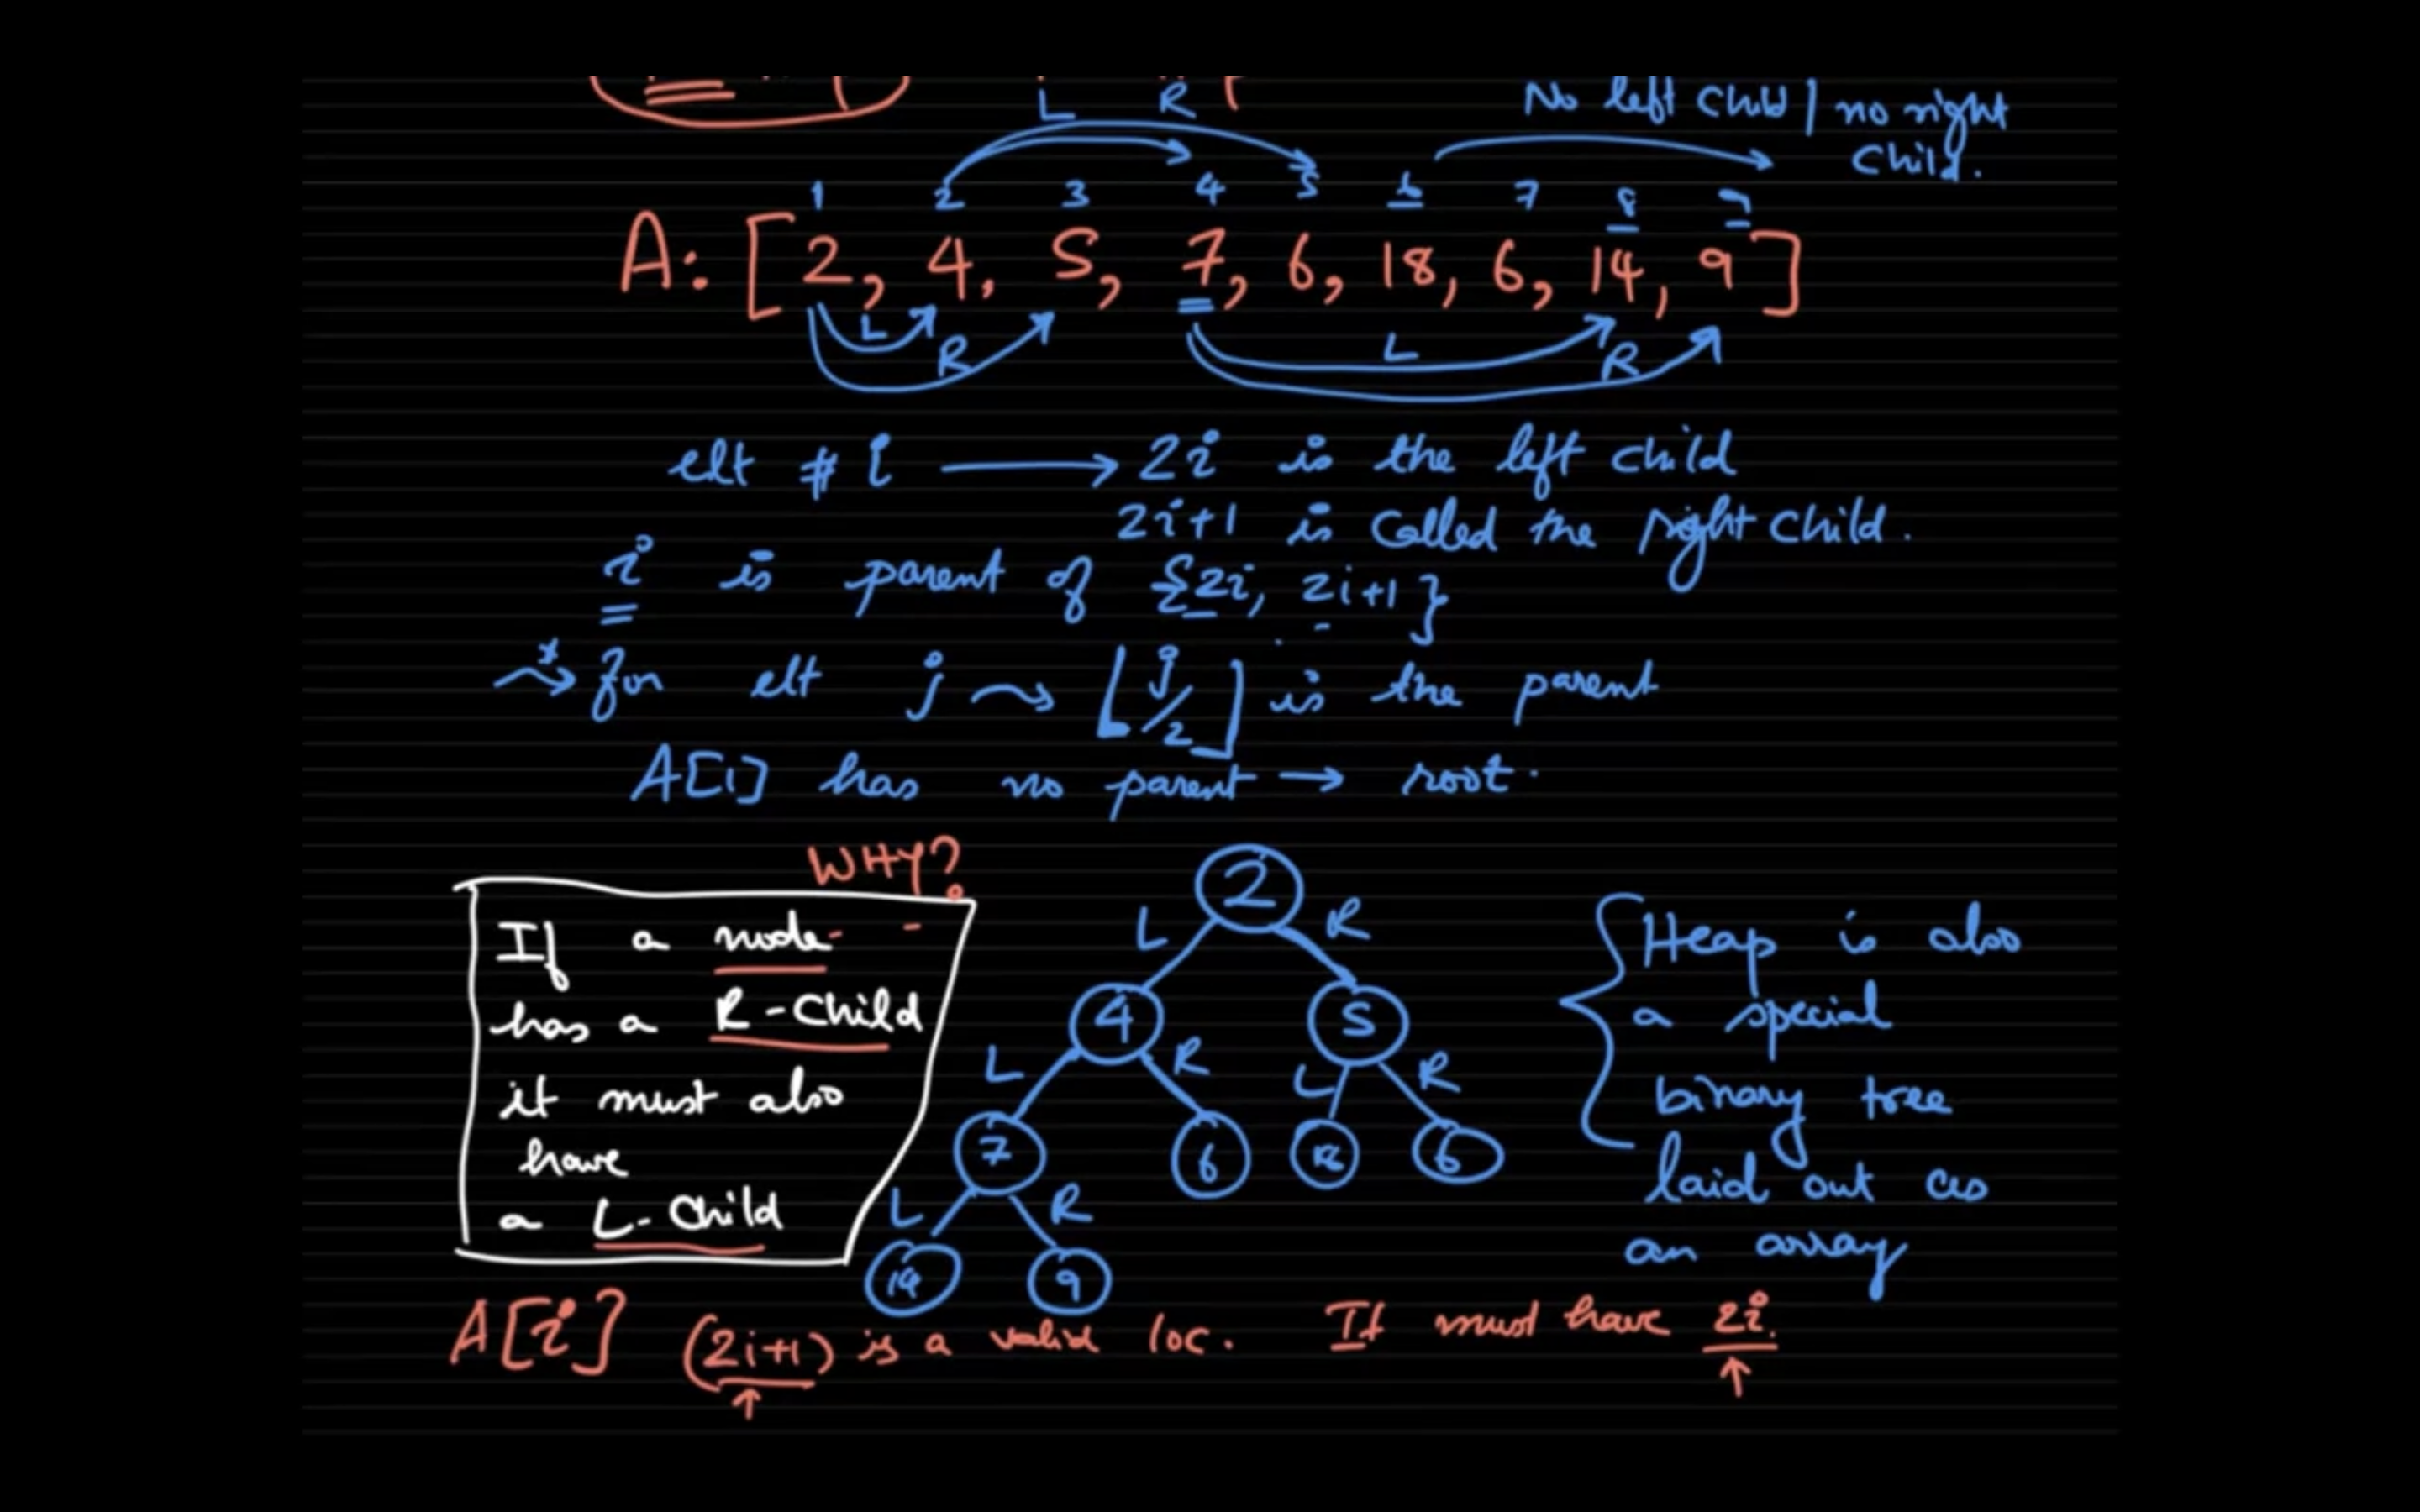 L R
No left child | no right
child.
1 2 3 4 5 6 7 8 9
A: [2, 4, 5, 7, 6, 18, 6, 14, 9]
L R L R
elt # i → 2i is the left child
2i+1 is called the right child.
i is parent of {2i, 2i+1}
* for elt j ⌊j/2⌋ is the parent
A[1] has no parent → root.
WHY?
If a node
has a R-child
it must also
have
a L-child
2
L R
4 5
L R L R
7 6 18 6
L R
14 9
Heap is also
a special
binary tree
laid out as
an array
A[i] (2i+1) is a valid loc. It must have 2i.